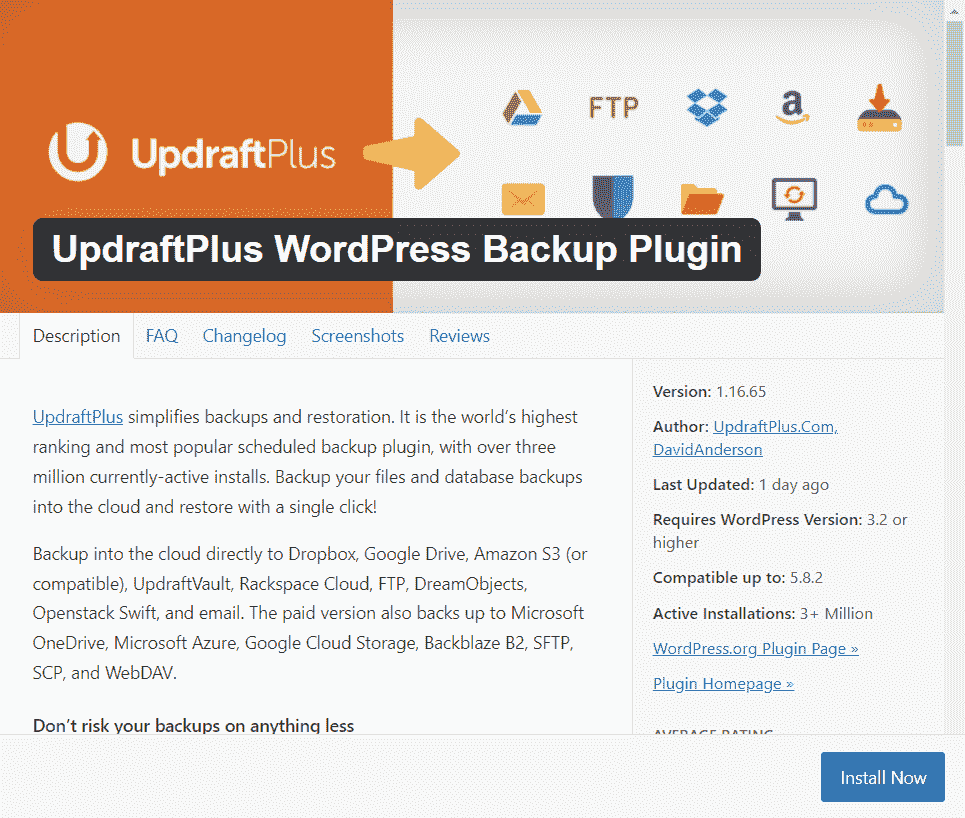 FTP
UpdraftPlus
UpdraftPlus WordPress Backup Plugin
Description
FAQ
Changelog
Screenshots
Reviews
UpdraftPlus simplifies backups and restoration. It is the world’s highest
ranking and most popular scheduled backup plugin, with over three
million currently-active installs. Backup your files and database backups
into the cloud and restore with a single click!
Backup into the cloud directly to Dropbox, Google Drive, Amazon S3 (or
compatible), UpdraftVault, Rackspace Cloud, FTP, DreamObjects,
Openstack Swift, and email. The paid version also backs up to Microsoft
OneDrive, Microsoft Azure, Google Cloud Storage, Backblaze B2, SFTP,
SCP, and WebDAV.
Don’t risk your backups on anything less
Version: 1.16.65
Author: UpdraftPlus.Com,
DavidAnderson
Last Updated: 1 day ago
Requires WordPress Version: 3.2 or
higher
Compatible up to: 5.8.2
Active Installations: 3+ Million
WordPress.org Plugin Page »
Plugin Homepage »
AVERAGE RATING
Install Now